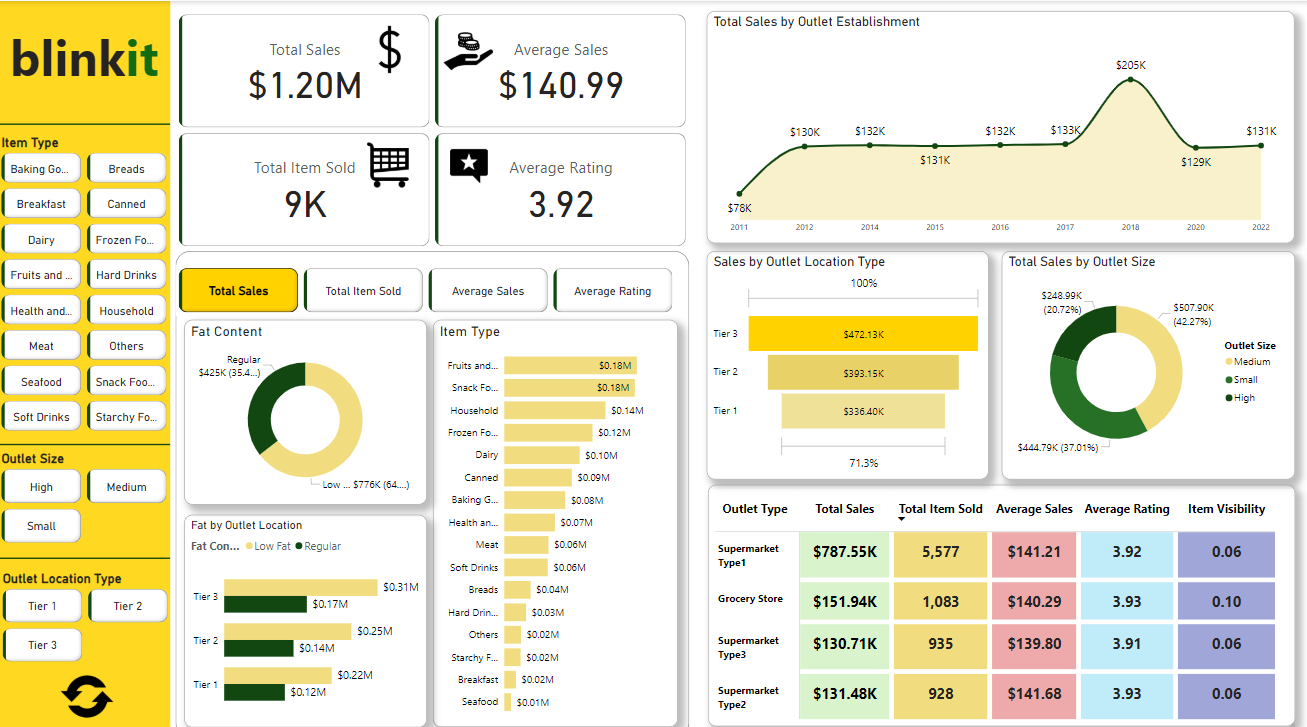 blinkit
Item Type
Baking Go...
Breads
Breakfast
Canned
Dairy
Frozen Fo...
Fruits and ...
Hard Drinks
Health and...
Household
Meat
Others
Seafood
Snack Foo...
Soft Drinks
Starchy Fo...
Outlet Size
High
Medium
Small
Outlet Location Type
Tier 1
Tier 2
Tier 3
Total Sales
$
$1.20M
Average Sales
$140.99
Total Item Sold
9K
Average Rating
3.92
Total Sales
Total Item Sold
Average Sales
Average Rating
Fat Content
Regular
$425K (35.4...)
Low ... $776K (64....)
Fat by Outlet Location
Fat Con...
Low Fat
Regular
Tier 3
$0.31M
$0.17M
Tier 2
$0.25M
$0.14M
Tier 1
$0.22M
$0.12M
Item Type
Fruits and... $0.18M
Snack Fo... $0.18M
Household $0.14M
Frozen Fo... $0.12M
Dairy $0.10M
Canned $0.09M
Baking G... $0.08M
Health an... $0.07M
Meat $0.06M
Soft Drinks $0.06M
Breads $0.04M
Hard Drin... $0.03M
Others $0.02M
Starchy F... $0.02M
Breakfast $0.02M
Seafood $0.01M
Total Sales by Outlet Establishment
$78K
$130K
$132K
$131K
$132K
$133K
$205K
$129K
$131K
2011 2012 2014 2015 2016 2017 2018 2020 2022
Sales by Outlet Location Type
100%
Tier 3 $472.13K
Tier 2 $393.15K
Tier 1 $336.40K
71.3%
Total Sales by Outlet Size
$248.99K
(20.72%)
$507.90K
(42.27%)
$444.79K (37.01%)
Outlet Size
Medium
Small
High
Outlet Type Total Sales Total Item Sold Average Sales Average Rating Item Visibility
Supermarket
Type1
$787.55K 5,577 $141.21 3.92 0.06
Grocery Store $151.94K 1,083 $140.29 3.93 0.10
Supermarket
Type3
$130.71K 935 $139.80 3.91 0.06
Supermarket
Type2
$131.48K 928 $141.68 3.93 0.06